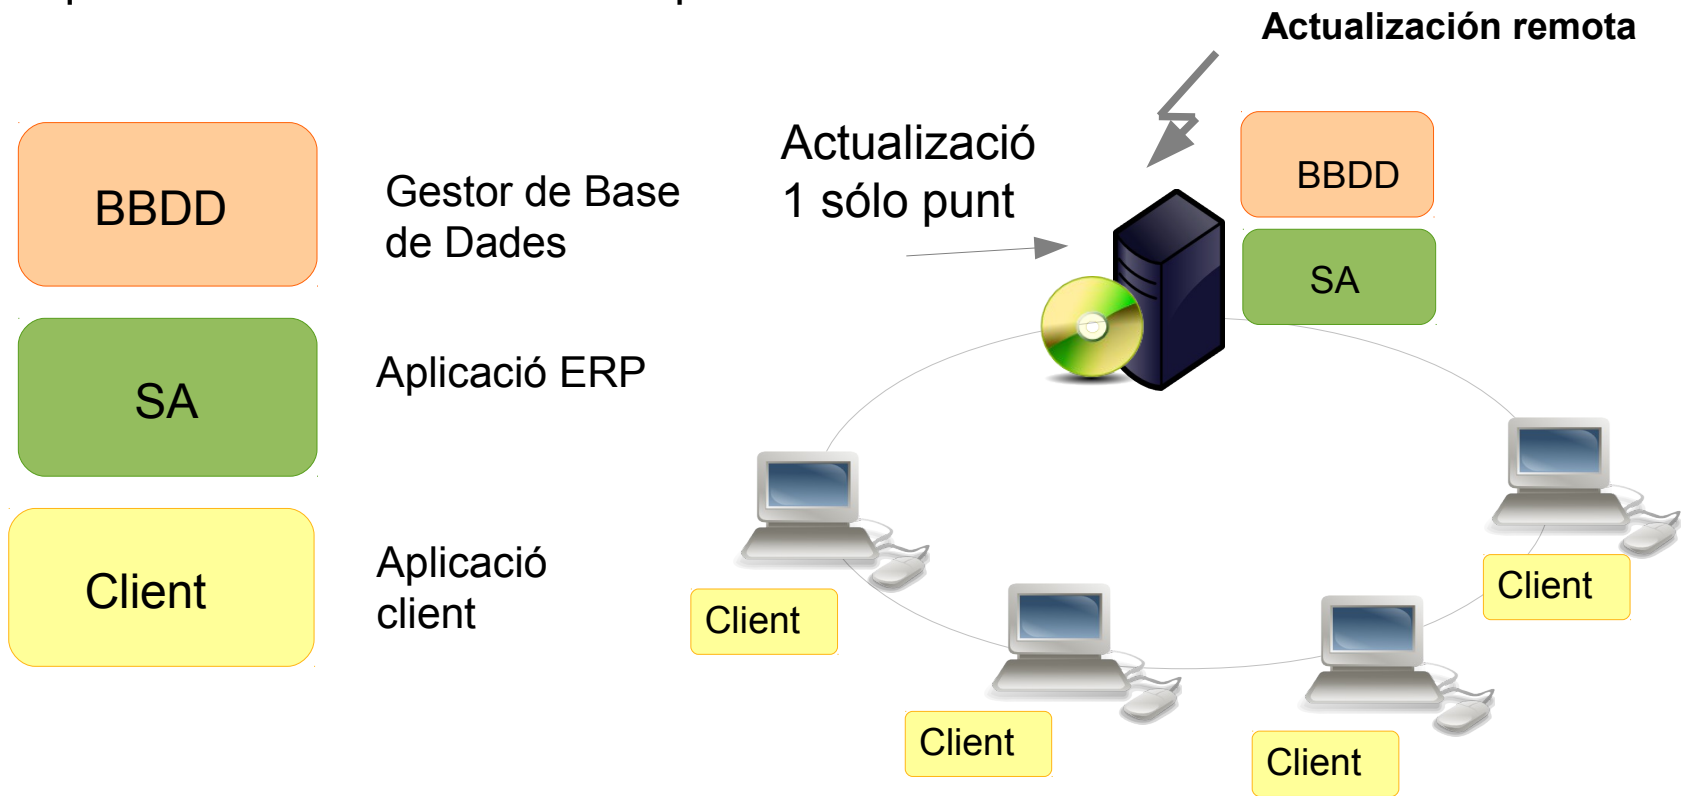 Actualización remota
BBDD
Gestor de Base
de Dades
Actualizació
1 sólo punt
BBDD
SA
SA
Aplicació ERP
Client
Aplicació
client
Client
Client
Client
Client